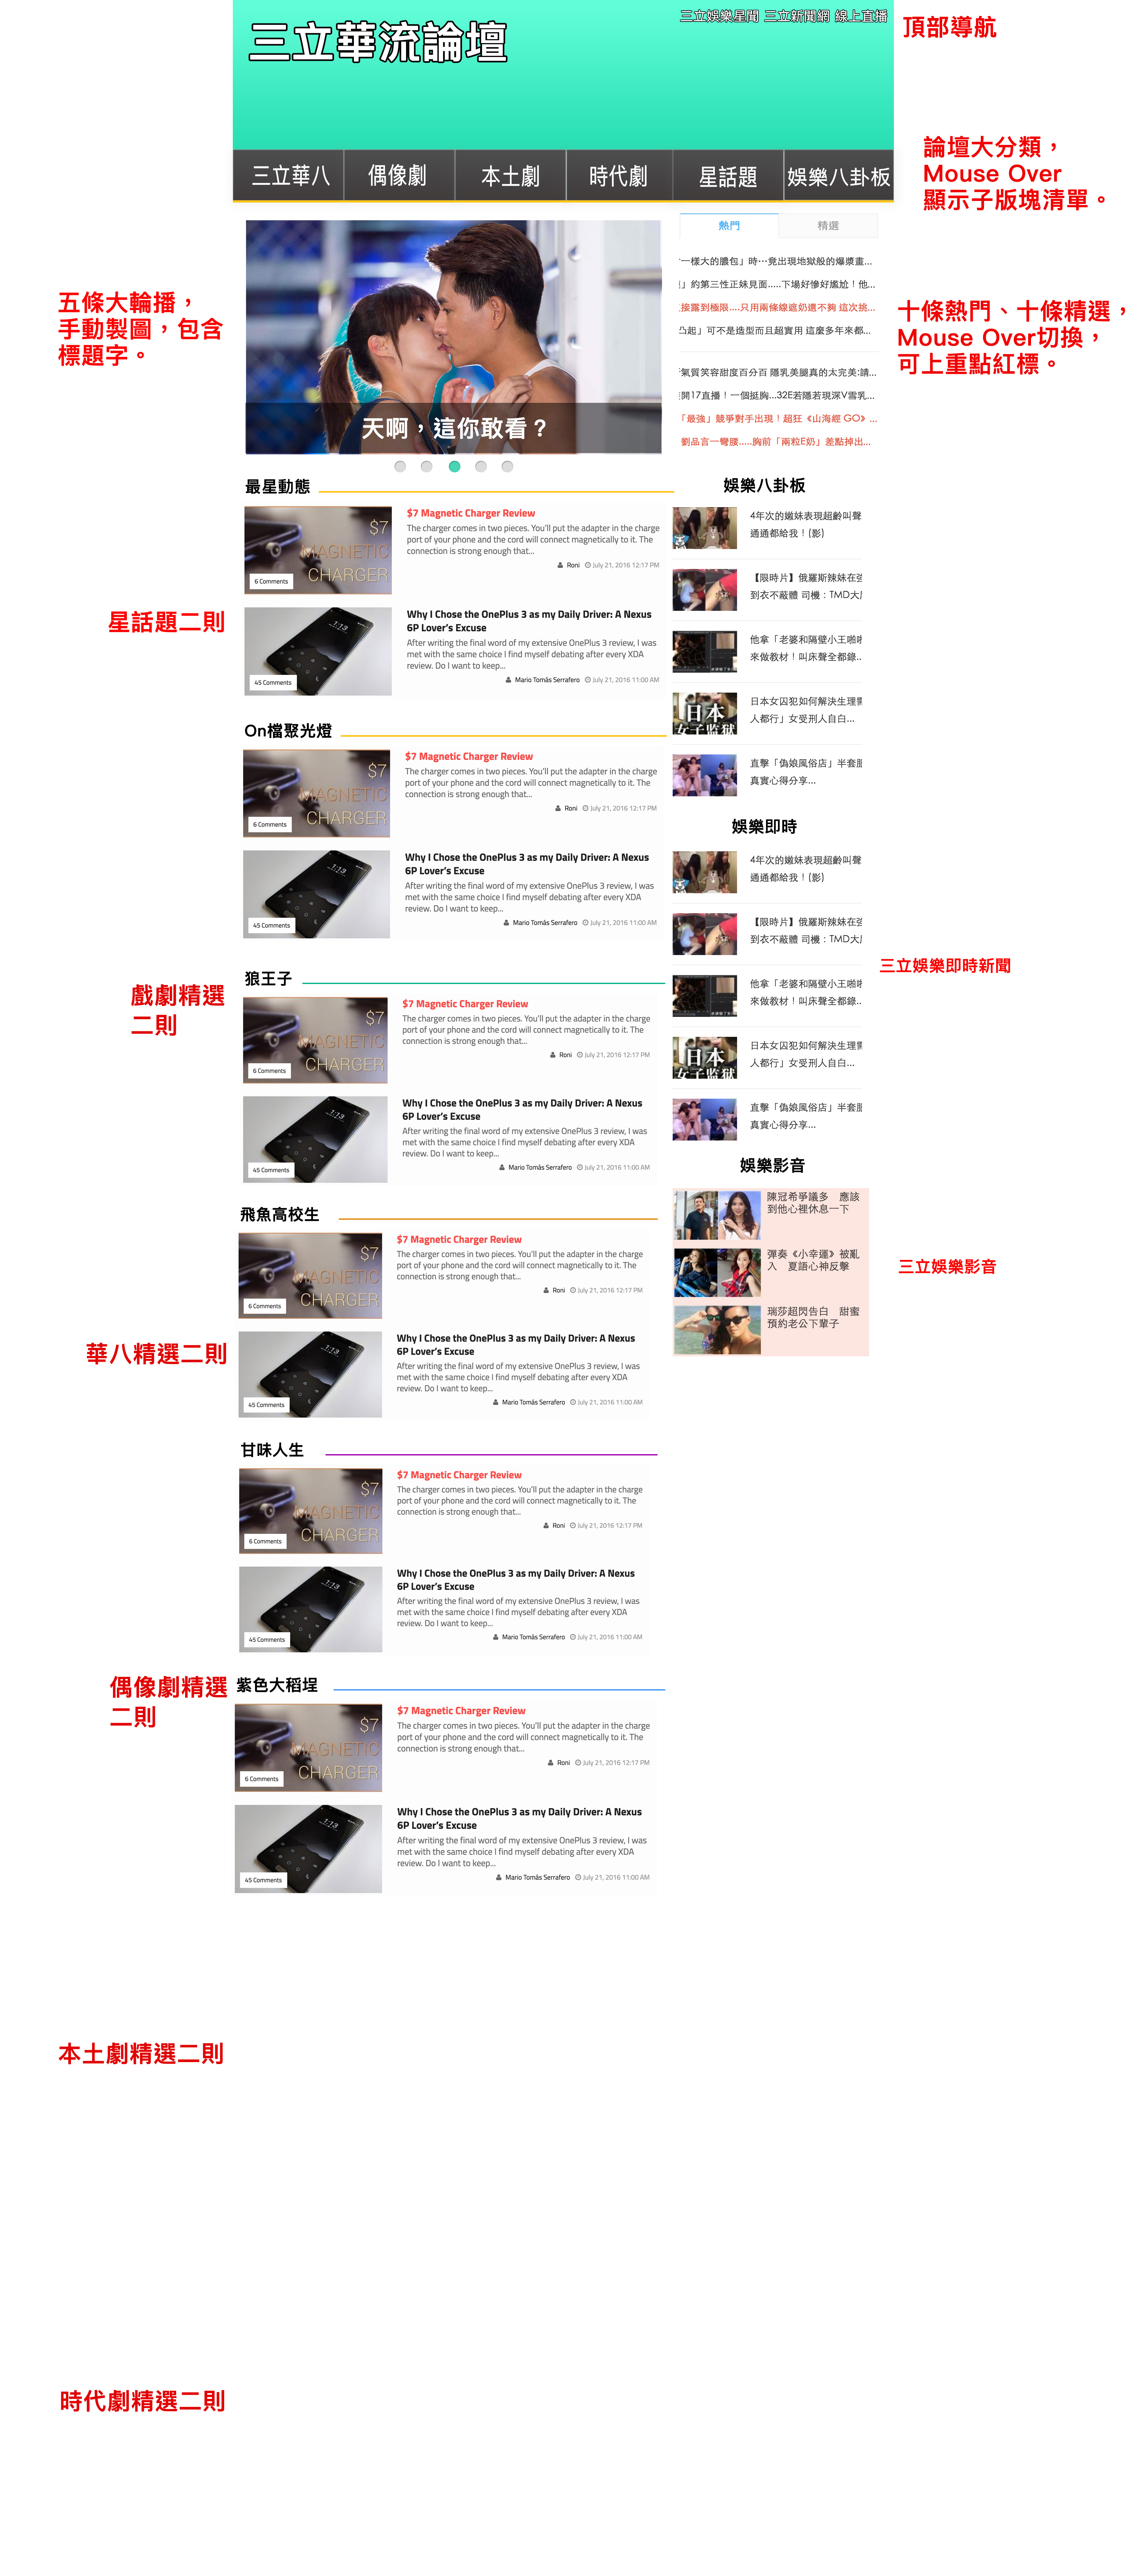 三立娛樂星聞 三立新聞網 線上直播
頂部導航
三立華流論壇
論壇大分類，
Mouse Over
顯示子版塊清單。
三立華八
偶像劇
本土劇
時代劇
星話題
娛樂八卦板
熱門
精選
一樣大的膿包」時…竟出現地獄般的爆漿畫...
」約第三性正妹見面.....下場好慘好尷尬！他...
接露到極限....只用兩條線遮奶還不夠 這次挑...
凸起」可不是造型而且超實用 這麼多年來都...
氣質笑容甜度百分百 隱乳美腿真的太完美:請...
開17直播！一個挺胸...32E若隱若現深V雪乳...
「最強」競爭對手出現！超狂《山海經 GO》...
劉品言一彎腰.....胸前「兩粒E奶」差點掉出...
五條大輪播，
手動製圖，包含
標題字。
十條熱門、十條精選，
Mouse Over切換，
可上重點紅標。
天啊，這你敢看？
最星動態
$7
MAGNETIC
CHARGER
6 Comments
$7 Magnetic Charger Review
The charger comes in two pieces. You'll put the adapter in the charge
port of your phone and the cord will connect magnetically to it. The
connection is strong enough that...
Roni July 21, 2016 12:17 PM
星話題二則
1:13
45 Comments
Why I Chose the OnePlus 3 as my Daily Driver: A Nexus
6P Lover's Excuse
After writing the final word of my extensive OnePlus 3 review, I was
met with the same choice I find myself debating after every XDA
review. Do I want to keep...
Mario Tomás Serrafero July 21, 2016 11:00 AM
On檔聚光燈
$7
MAGNETIC
CHARGER
6 Comments
$7 Magnetic Charger Review
The charger comes in two pieces. You'll put the adapter in the charge
port of your phone and the cord will connect magnetically to it. The
connection is strong enough that...
Roni July 21, 2016 12:17 PM
1:13
45 Comments
Why I Chose the OnePlus 3 as my Daily Driver: A Nexus
6P Lover's Excuse
After writing the final word of my extensive OnePlus 3 review, I was
met with the same choice I find myself debating after every XDA
review. Do I want to keep...
Mario Tomás Serrafero July 21, 2016 11:00 AM
戲劇精選
二則
狼王子
$7
MAGNETIC
CHARGER
6 Comments
$7 Magnetic Charger Review
The charger comes in two pieces. You'll put the adapter in the charge
port of your phone and the cord will connect magnetically to it. The
connection is strong enough that...
Roni July 21, 2016 12:17 PM
1:13
45 Comments
Why I Chose the OnePlus 3 as my Daily Driver: A Nexus
6P Lover's Excuse
After writing the final word of my extensive OnePlus 3 review, I was
met with the same choice I find myself debating after every XDA
review. Do I want to keep...
Mario Tomás Serrafero July 21, 2016 11:00 AM
飛魚高校生
$7
MAGNETIC
CHARGER
6 Comments
$7 Magnetic Charger Review
The charger comes in two pieces. You'll put the adapter in the charge
port of your phone and the cord will connect magnetically to it. The
connection is strong enough that...
Roni July 21, 2016 12:17 PM
華八精選二則
1:13
45 Comments
Why I Chose the OnePlus 3 as my Daily Driver: A Nexus
6P Lover's Excuse
After writing the final word of my extensive OnePlus 3 review, I was
met with the same choice I find myself debating after every XDA
review. Do I want to keep...
Mario Tomás Serrafero July 21, 2016 11:00 AM
甘味人生
$7
MAGNETIC
CHARGER
6 Comments
$7 Magnetic Charger Review
The charger comes in two pieces. You'll put the adapter in the charge
port of your phone and the cord will connect magnetically to it. The
connection is strong enough that...
Roni July 21, 2016 12:17 PM
1:13
45 Comments
Why I Chose the OnePlus 3 as my Daily Driver: A Nexus
6P Lover's Excuse
After writing the final word of my extensive OnePlus 3 review, I was
met with the same choice I find myself debating after every XDA
review. Do I want to keep...
Mario Tomás Serrafero July 21, 2016 11:00 AM
偶像劇精選
二則
紫色大稻埕
$7
MAGNETIC
CHARGER
6 Comments
$7 Magnetic Charger Review
The charger comes in two pieces. You'll put the adapter in the charge
port of your phone and the cord will connect magnetically to it. The
connection is strong enough that...
Roni July 21, 2016 12:17 PM
1:13
45 Comments
Why I Chose the OnePlus 3 as my Daily Driver: A Nexus
6P Lover's Excuse
After writing the final word of my extensive OnePlus 3 review, I was
met with the same choice I find myself debating after every XDA
review. Do I want to keep...
Mario Tomás Serrafero July 21, 2016 11:00 AM
娛樂八卦板
4年次的嫩妹表現超齡叫聲
通通都給我！(影)
【限時片】俄羅斯辣妹在
到衣不蔽體 司機：TMD大
他拿「老婆和隔壁小王啪
來做教材！叫床聲全都錄..
日本
女子監獄
日本女囚犯如何解決生理
人都行」女受刑人自白...
直擊「偽娘風俗店」半套
真實心得分享...
娛樂即時
4年次的嫩妹表現超齡叫聲
通通都給我！(影)
【限時片】俄羅斯辣妹在
到衣不蔽體 司機：TMD大
三立娛樂即時新聞
他拿「老婆和隔壁小王啪
來做教材！叫床聲全都錄..
日本
女子監獄
日本女囚犯如何解決生理
人都行」女受刑人自白...
直擊「偽娘風俗店」半套
真實心得分享...
娛樂影音
陳冠希爭議多　應該
到他心裡休息一下
彈奏《小幸運》被亂
入　夏語心神反擊
三立娛樂影音
瑞莎超閃告白　甜蜜
預約老公下輩子
本土劇精選二則
時代劇精選二則